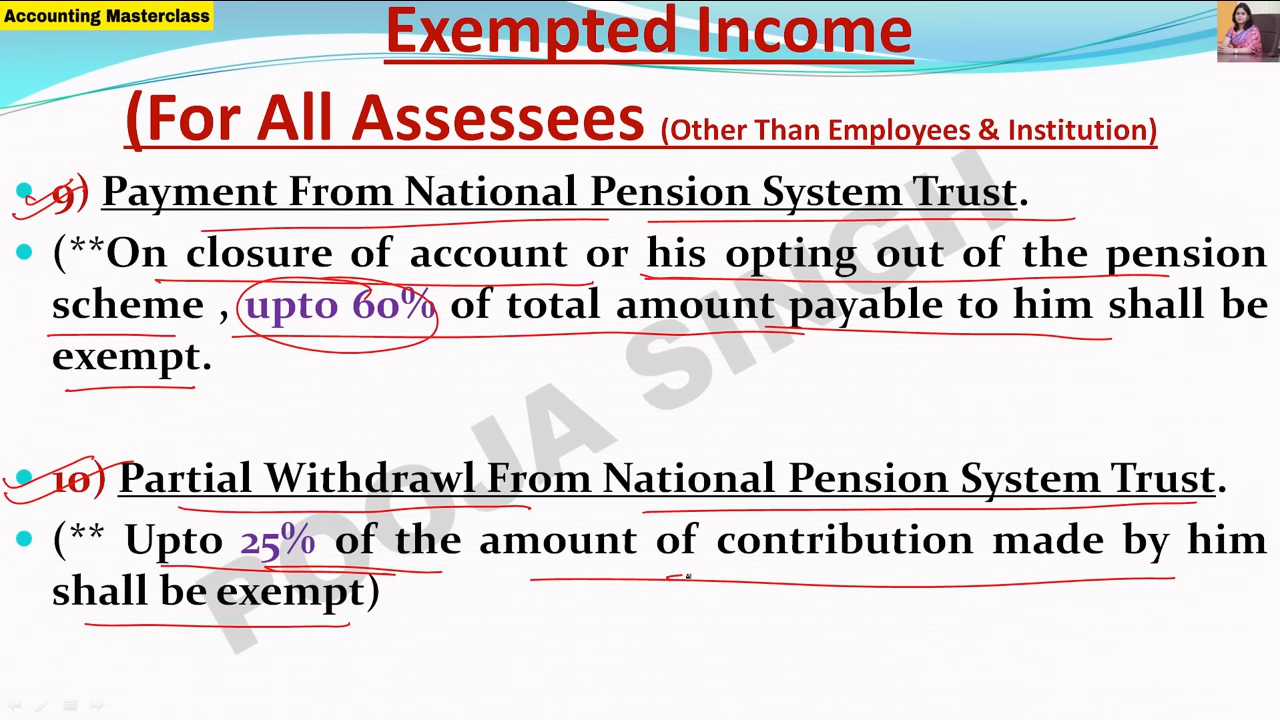 Accounting Masterclass
Exempted Income
(For All Assessees (Other Than Employees & Institution)
9) Payment From National Pension System Trust.
(**On closure of account or his opting out of the pension
scheme , upto 60% of total amount payable to him shall be
exempt.
10) Partial Withdrawl From National Pension System Trust.
(** Upto 25% of the amount of contribution made by him
shall be exempt)
POOJA SINGH